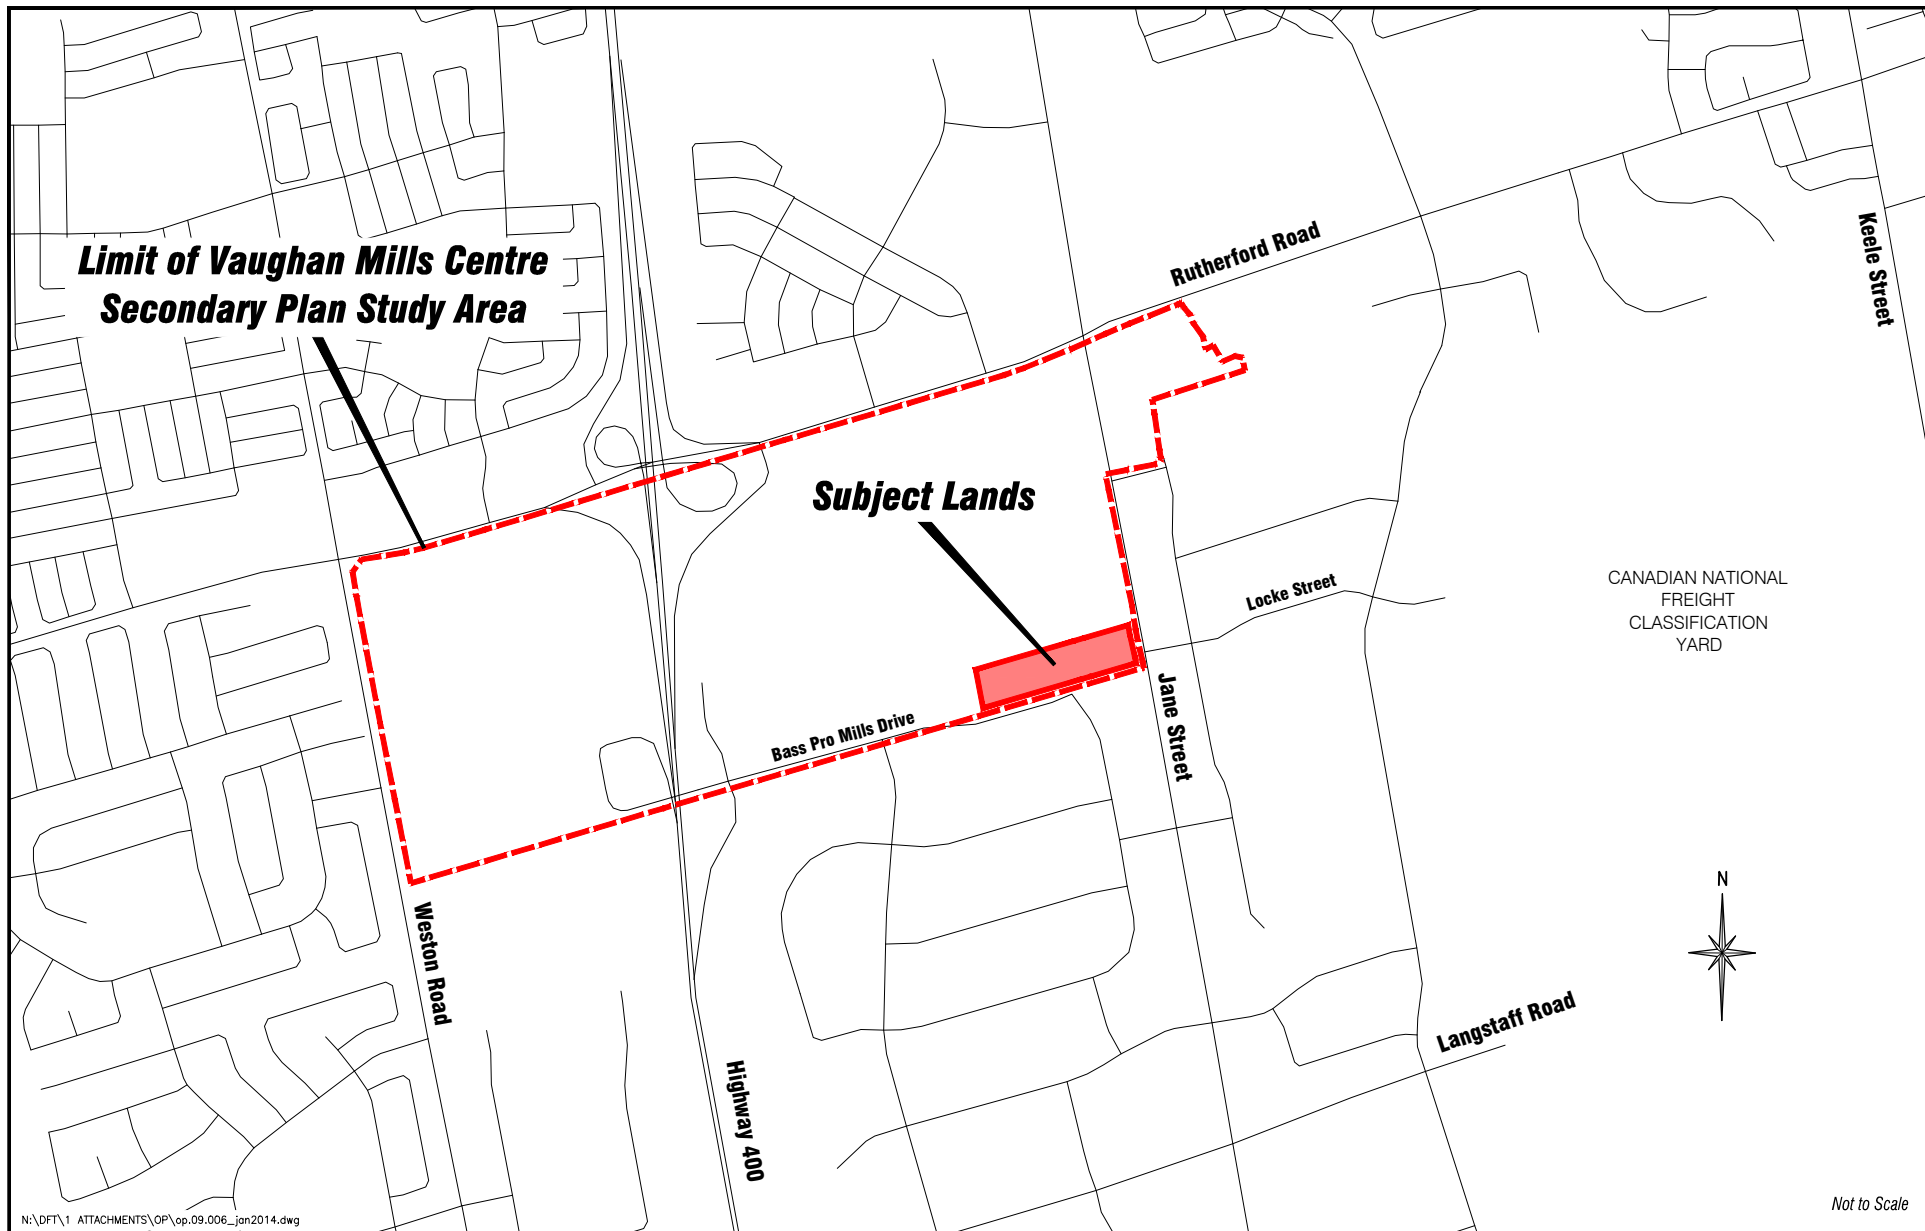 Rutherford Road
Keele Street
Limit of Vaughan Mills Centre
Secondary Plan Study Area
Subject Lands
Locke Street
CANADIAN NATIONAL
FREIGHT
CLASSIFICATION
YARD
Jane Street
Bass Pro Mills Drive
Weston Road
N
Langstaff Road
Highway 400
Not to Scale
N:\DFT\1 ATTACHMENTS\OP\op.09.006_jan2014.dwg